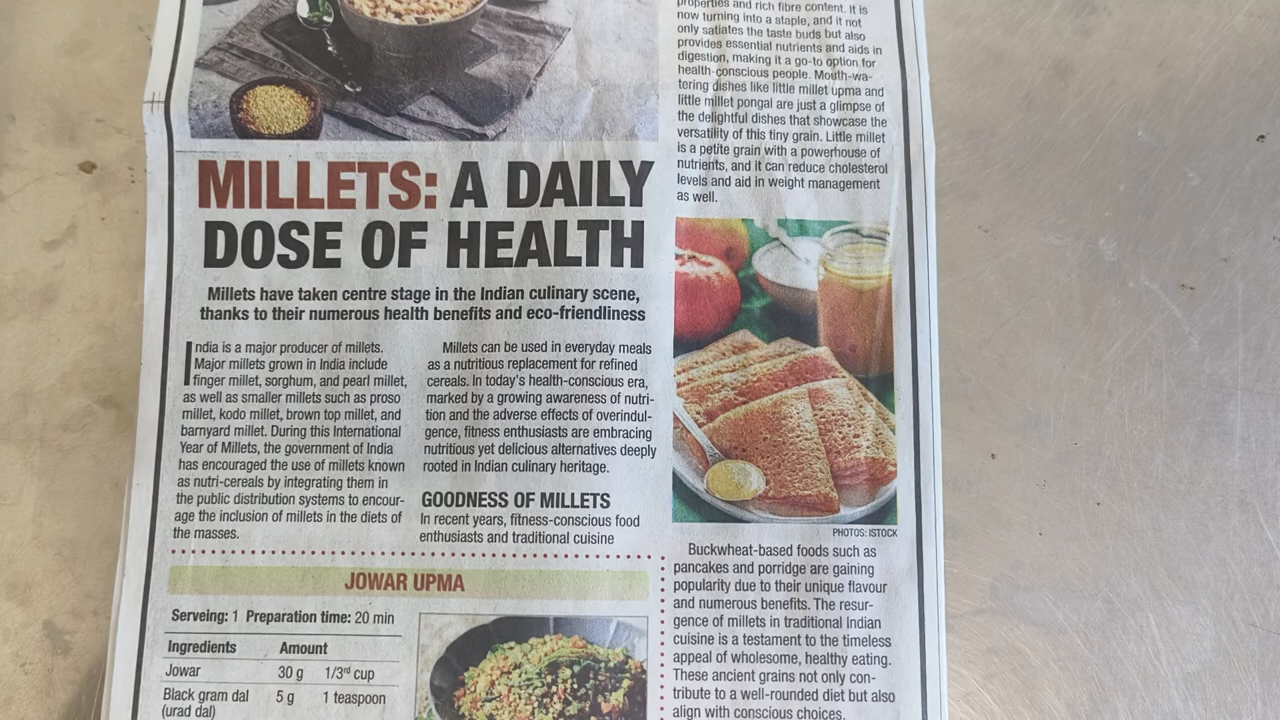 MILLETS: A DAILY
DOSE OF HEALTH
Millets have taken centre stage in the Indian culinary scene,
thanks to their numerous health benefits and eco-friendliness
India is a major producer of millets.
Major millets grown in India include
finger millet, sorghum, and pearl millet,
as well as smaller millets such as proso
millet, kodo millet, brown top millet, and
barnyard millet. During this International
Year of Millets, the government of India
has encouraged the use of millets known
as nutri-cereals by integrating them in
the public distribution systems to encour-
age the inclusion of millets in the diets of
the masses.
Millets can be used in everyday meals
as a nutritious replacement for refined
cereals. In today's health-conscious era,
marked by a growing awareness of nutri-
tion and the adverse effects of overindul-
gence, fitness enthusiasts are embracing
nutritious yet delicious alternatives deeply
rooted in Indian culinary heritage.
GOODNESS OF MILLETS
In recent years, fitness-conscious food
enthusiasts and traditional cuisine
JOWAR UPMA
Serveing: 1 Preparation time: 20 min
Ingredients Amount
Jowar 30 g 1/3rd cup
Black gram dal 5 g 1 teaspoon
(urad dal)
properties and rich fibre content. It is
now turning into a staple, and it not
only satiates the taste buds but also
provides essential nutrients and aids in
digestion, making it a go-to option for
health-conscious people. Mouth-wa-
tering dishes like little millet upma and
little millet pongal are just a glimpse of
the delightful dishes that showcase the
versatility of this tiny grain. Little millet
is a petite grain with a powerhouse of
nutrients, and it can reduce cholesterol
levels and aid in weight management
as well.
PHOTOS: ISTOCK
Buckwheat-based foods such as
pancakes and porridge are gaining
popularity due to their unique flavour
and numerous benefits. The resur-
gence of millets in traditional Indian
cuisine is a testament to the timeless
appeal of wholesome, healthy eating.
These ancient grains not only con-
tribute to a well-rounded diet but also
align with conscious choices.